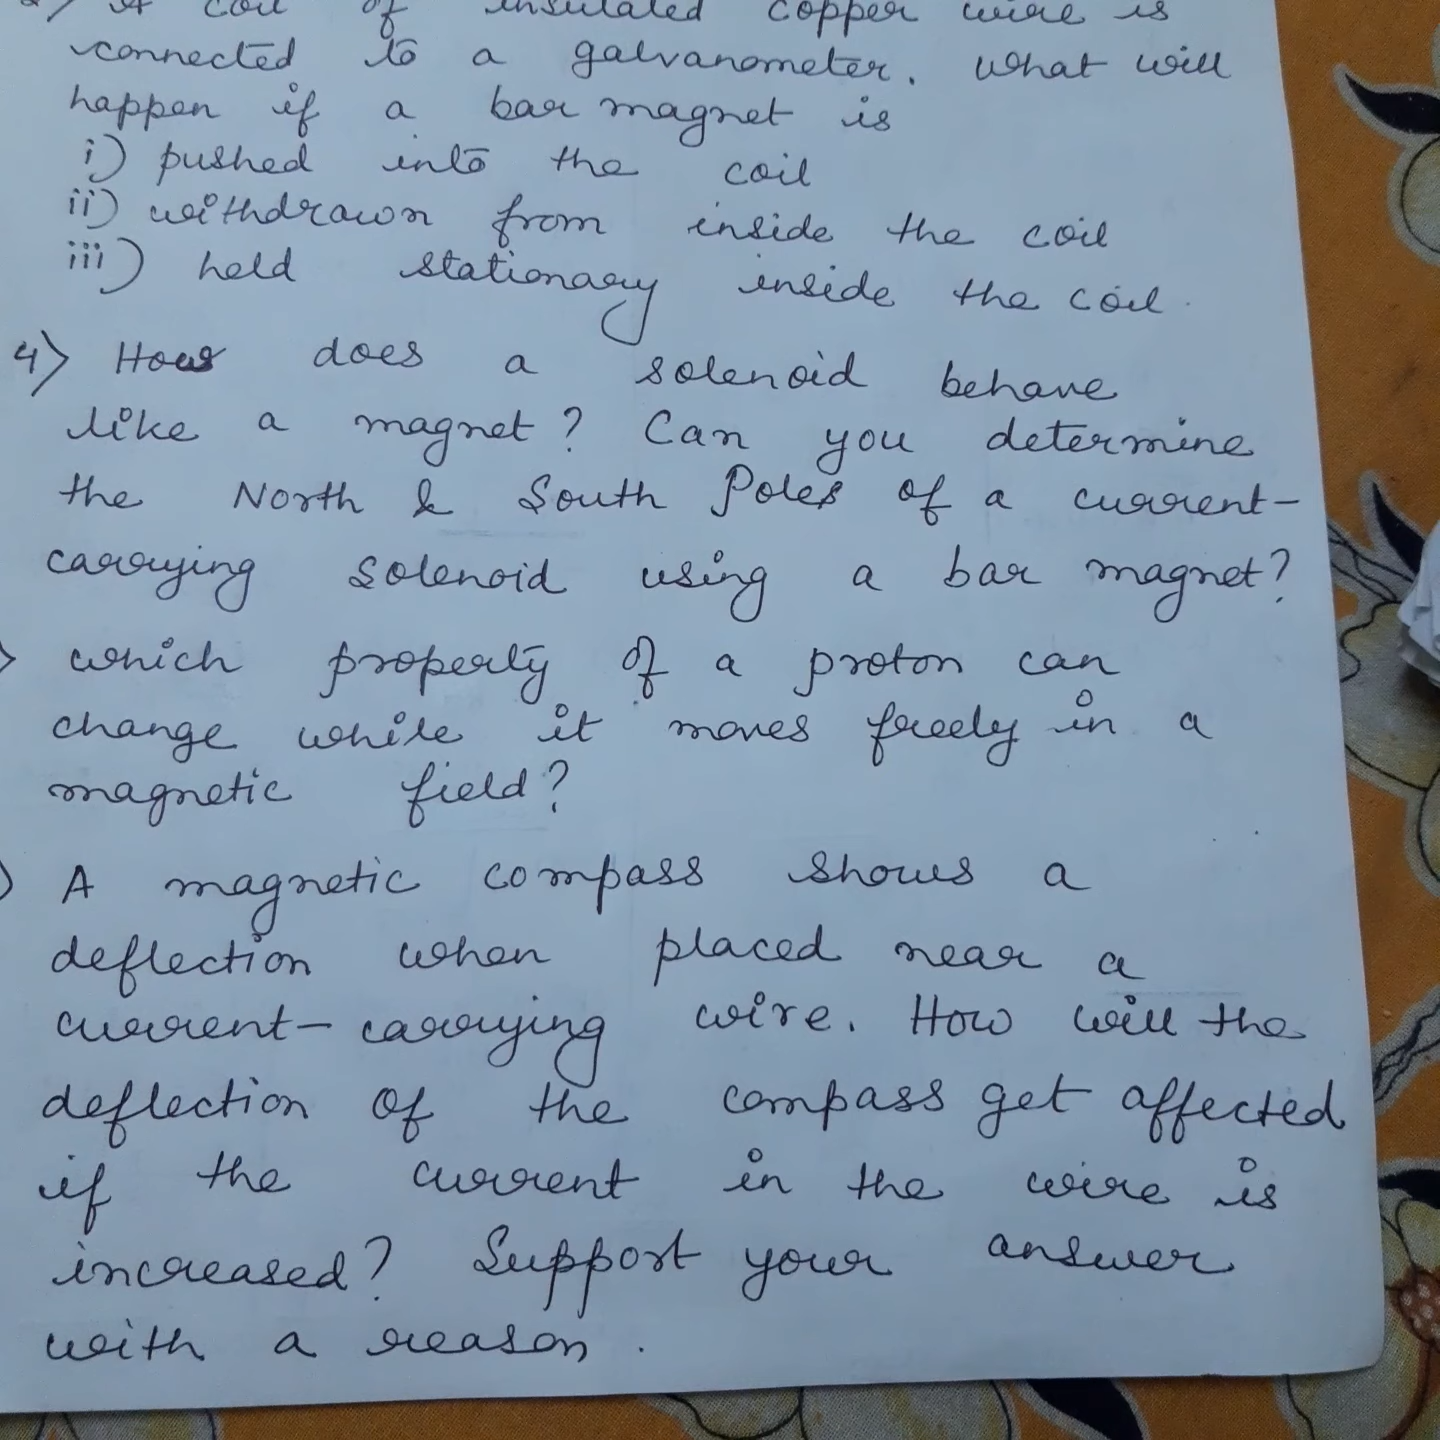 A coil of insulated copper wire is
connected to a galvanometer. What will
happen if a bar magnet is
i) pushed into the coil
ii) withdrawn from inside the coil
iii) held stationary inside the coil.
4) How does a solenoid behave
like a magnet? Can you determine
the North & South Poles of a current-
carrying solenoid using a bar magnet?
which property of a proton can
change while it moves freely in a
magnetic field?
A magnetic compass shows a
deflection when placed near a
current-carrying wire. How will the
deflection of the compass get affected
if the current in the wire is
increased? Support your answer
with a reason.